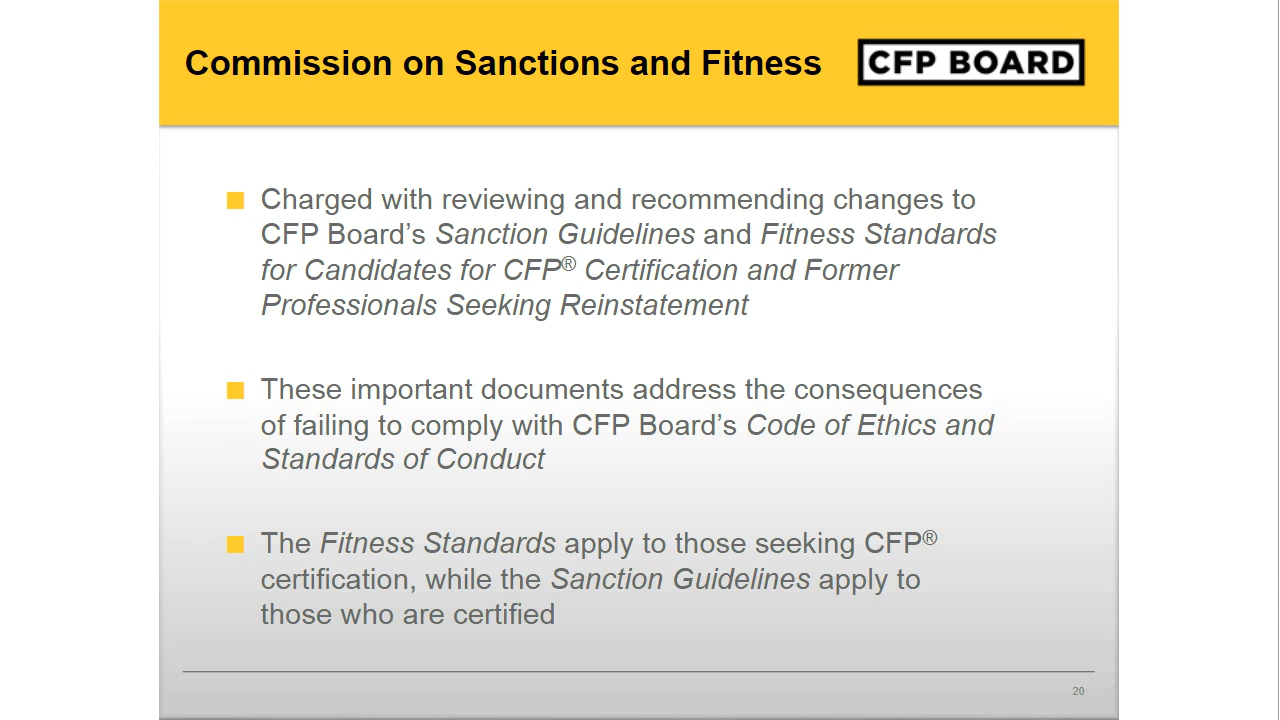 Commission on Sanctions and Fitness
CFP BOARD
Charged with reviewing and recommending changes to
CFP Board’s Sanction Guidelines and Fitness Standards
for Candidates for CFP® Certification and Former
Professionals Seeking Reinstatement
These important documents address the consequences
of failing to comply with CFP Board’s Code of Ethics and
Standards of Conduct
The Fitness Standards apply to those seeking CFP®
certification, while the Sanction Guidelines apply to
those who are certified
20